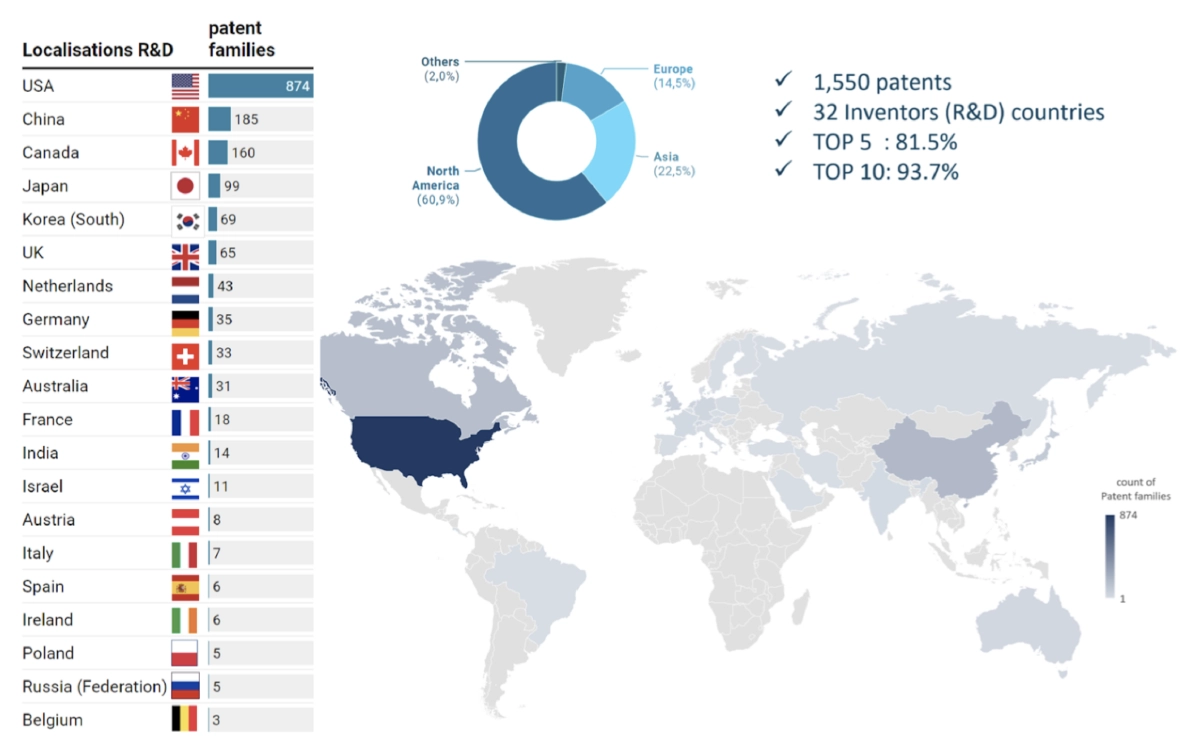 Localisations R&D patent families
USA 874
China 185
Canada 160
Japan 99
Korea (South) 69
UK 65
Netherlands 43
Germany 35
Switzerland 33
Australia 31
France 18
India 14
Israel 11
Austria 8
Italy 7
Spain 6
Ireland 6
Poland 5
Russia (Federation) 5
Belgium 3
Others
(2,0%)
Europe
(14,5%)
Asia
(22,5%)
North
America
(60,9%)
✓ 1,550 patents
✓ 32 Inventors (R&D) countries
✓ TOP 5 : 81.5%
✓ TOP 10: 93.7%
count of
Patent families
874
1